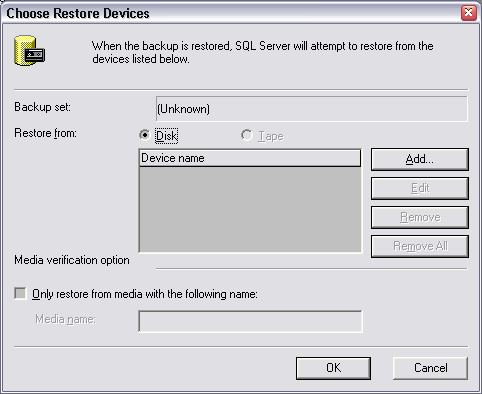 Choose Restore Devices
When the backup is restored, SQL Server will attempt to restore from the
devices listed below.
Backup set: (Unknown)
Restore from: Disk Tape
Device name
Add...
Edit
Remove
Remove All
Media verification option
Only restore from media with the following name:
Media name:
OK Cancel